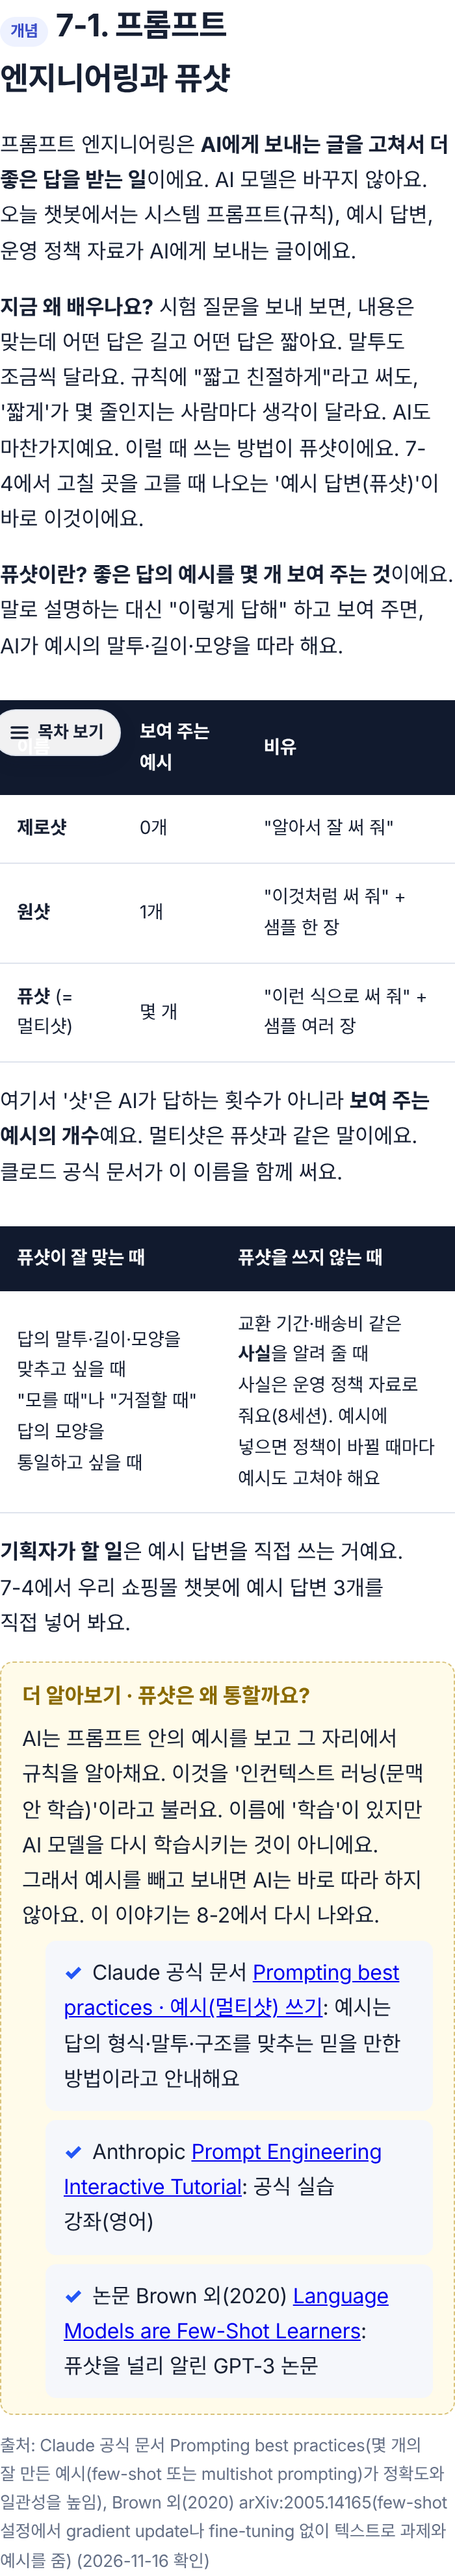 개념 7-1. 프롬프트
엔지니어링과 퓨샷
프롬프트 엔지니어링은 AI에게 보내는 글을 고쳐서 더
좋은 답을 받는 일이에요. AI 모델은 바꾸지 않아요.
오늘 챗봇에서는 시스템 프롬프트(규칙), 예시 답변,
운영 정책 자료가 AI에게 보내는 글이에요.
지금 왜 배우나요? 시험 질문을 보내 보면, 내용은
맞는데 어떤 답은 길고 어떤 답은 짧아요. 말투도
조금씩 달라요. 규칙에 "짧고 친절하게"라고 써도,
'짧게'가 몇 줄인지는 사람마다 생각이 달라요. AI도
마찬가지예요. 이럴 때 쓰는 방법이 퓨샷이에요. 7-
4에서 고칠 곳을 고를 때 나오는 '예시 답변(퓨샷)'이
바로 이것이에요.
퓨샷이란? 좋은 답의 예시를 몇 개 보여 주는 것이에요.
말로 설명하는 대신 "이렇게 답해" 하고 보여 주면,
AI가 예시의 말투·길이·모양을 따라 해요.
목차 보기
이름
보여 주는
예시
비유
제로샷
0개
"알아서 잘 써 줘"
원샷
1개
"이것처럼 써 줘" +
샘플 한 장
퓨샷 (=
멀티샷)
몇 개
"이런 식으로 써 줘" +
샘플 여러 장
여기서 '샷'은 AI가 답하는 횟수가 아니라 보여 주는
예시의 개수예요. 멀티샷은 퓨샷과 같은 말이에요.
클로드 공식 문서가 이 이름을 함께 써요.
퓨샷이 잘 맞는 때
퓨샷을 쓰지 않는 때
답의 말투·길이·모양을
맞추고 싶을 때
"모를 때"나 "거절할 때"
답의 모양을
통일하고 싶을 때
교환 기간·배송비 같은
사실을 알려 줄 때
사실은 운영 정책 자료로
줘요(8세션). 예시에
넣으면 정책이 바뀔 때마다
예시도 고쳐야 해요
기획자가 할 일은 예시 답변을 직접 쓰는 거예요.
7-4에서 우리 쇼핑몰 챗봇에 예시 답변 3개를
직접 넣어 봐요.
더 알아보기 · 퓨샷은 왜 통할까요?
AI는 프롬프트 안의 예시를 보고 그 자리에서
규칙을 알아채요. 이것을 '인컨텍스트 러닝(문맥
안 학습)'이라고 불러요. 이름에 '학습'이 있지만
AI 모델을 다시 학습시키는 것이 아니에요.
그래서 예시를 빼고 보내면 AI는 바로 따라 하지
않아요. 이 이야기는 8-2에서 다시 나와요.
✔ Claude 공식 문서 Prompting best
practices · 예시(멀티샷) 쓰기: 예시는
답의 형식·말투·구조를 맞추는 믿을 만한
방법이라고 안내해요
✔ Anthropic Prompt Engineering
Interactive Tutorial: 공식 실습
강좌(영어)
✔ 논문 Brown 외(2020) Language
Models are Few-Shot Learners:
퓨샷을 널리 알린 GPT-3 논문
출처: Claude 공식 문서 Prompting best practices(몇 개의
잘 만든 예시(few-shot 또는 multishot prompting)가 정확도와
일관성을 높임), Brown 외(2020) arXiv:2005.14165(few-shot
설정에서 gradient update나 fine-tuning 없이 텍스트로 과제와
예시를 줌) (2026-11-16 확인)